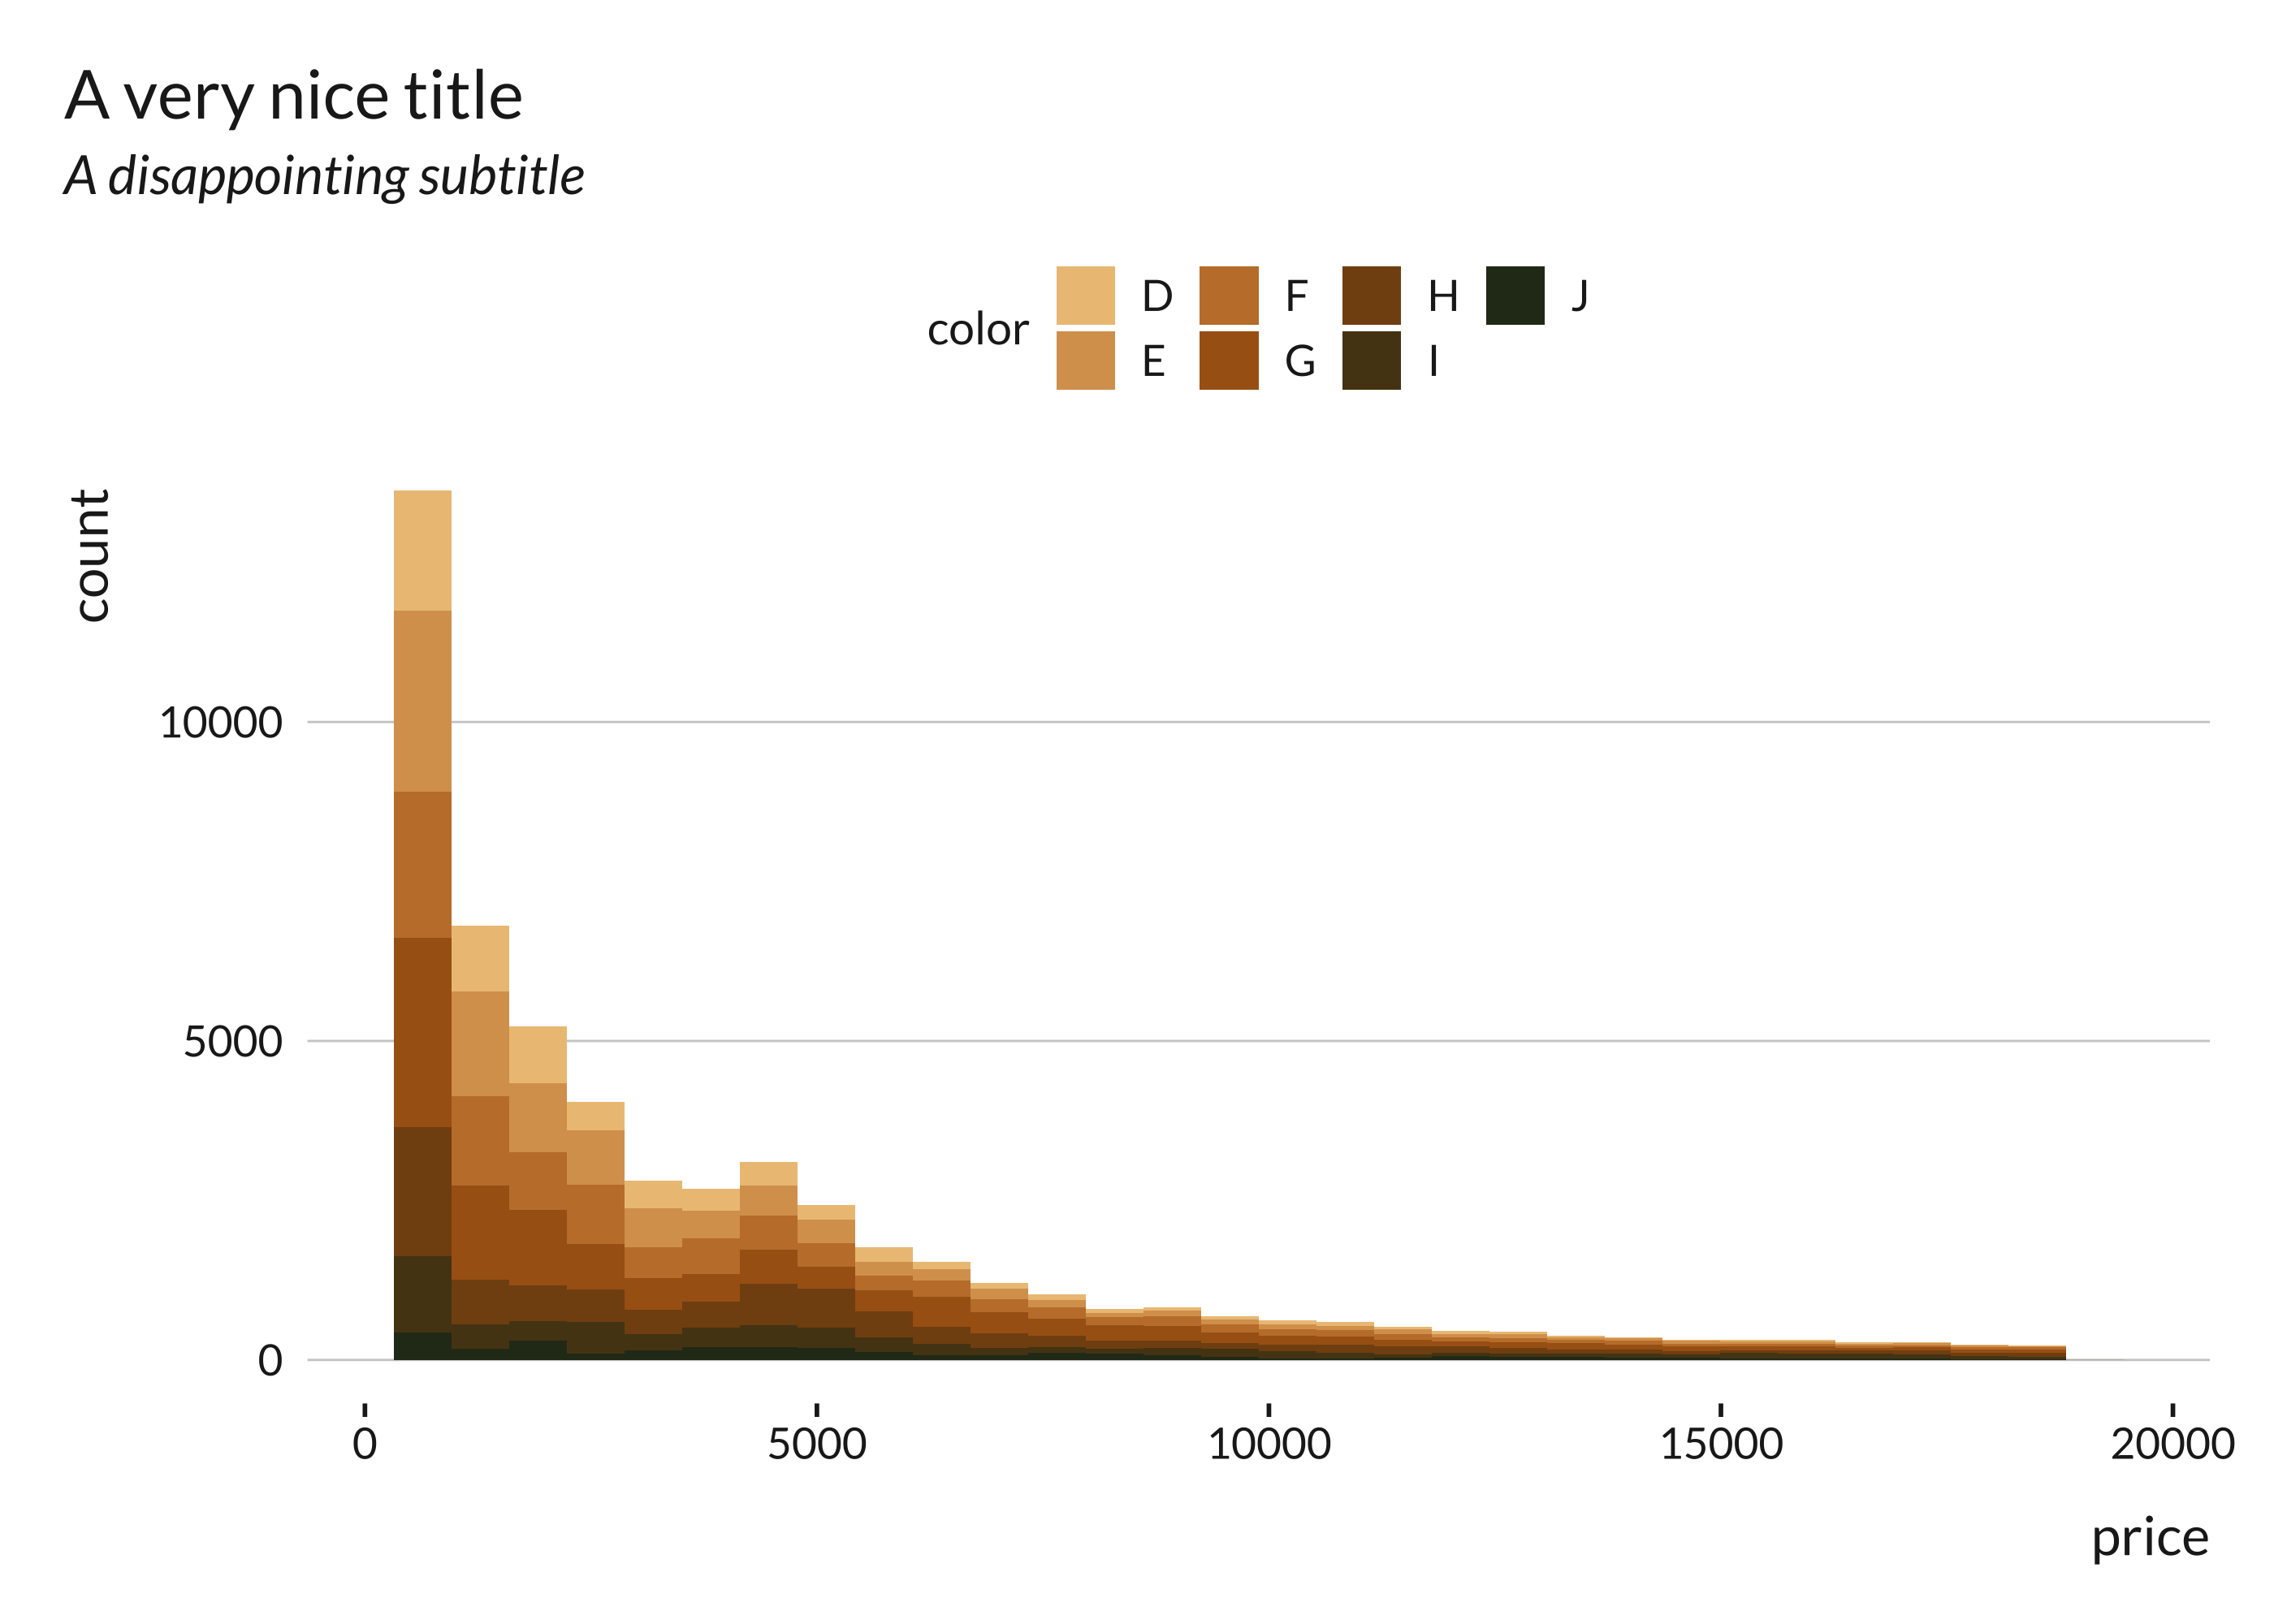 A very nice title
A disappointing subtitle
color
D F H J
E G I
count
10000
5000
0
0 5000 10000 15000 20000
price